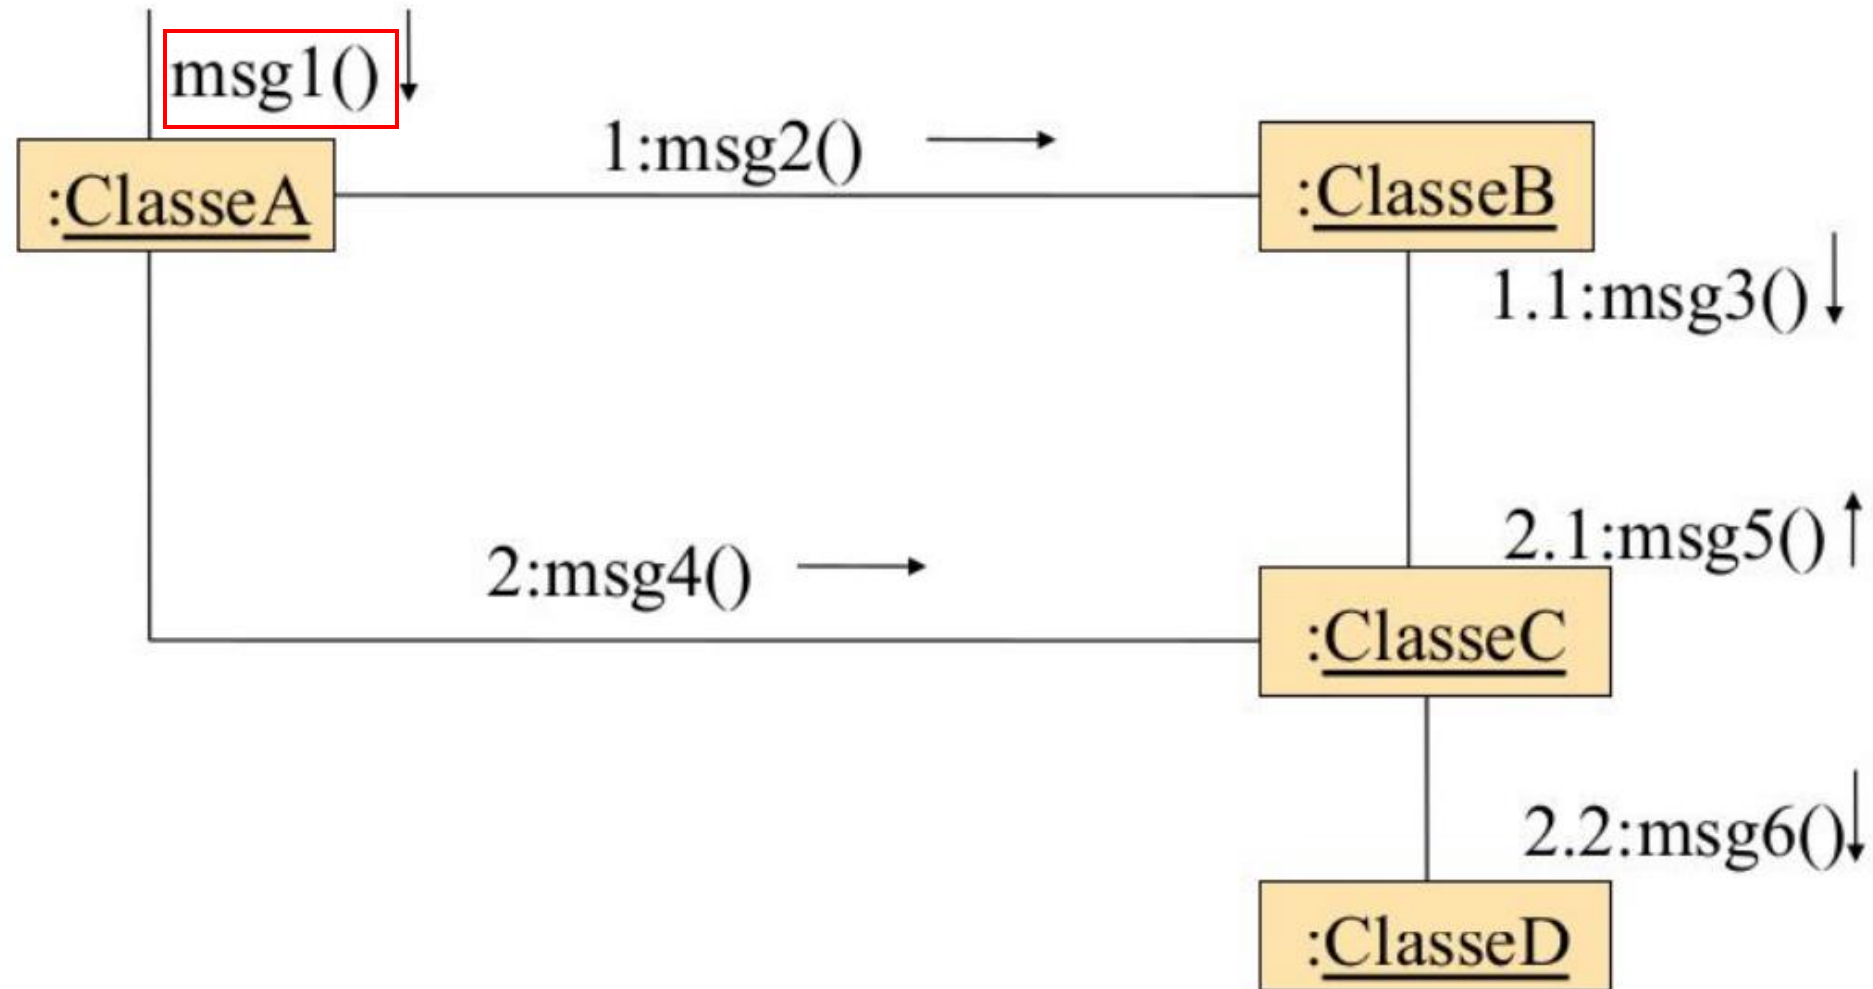 msg1()
1:msg2()
:ClasseA
:ClasseB
1.1:msg3()
2.1:msg5()
2:msg4()
:ClasseC
2.2:msg6()
:ClasseD